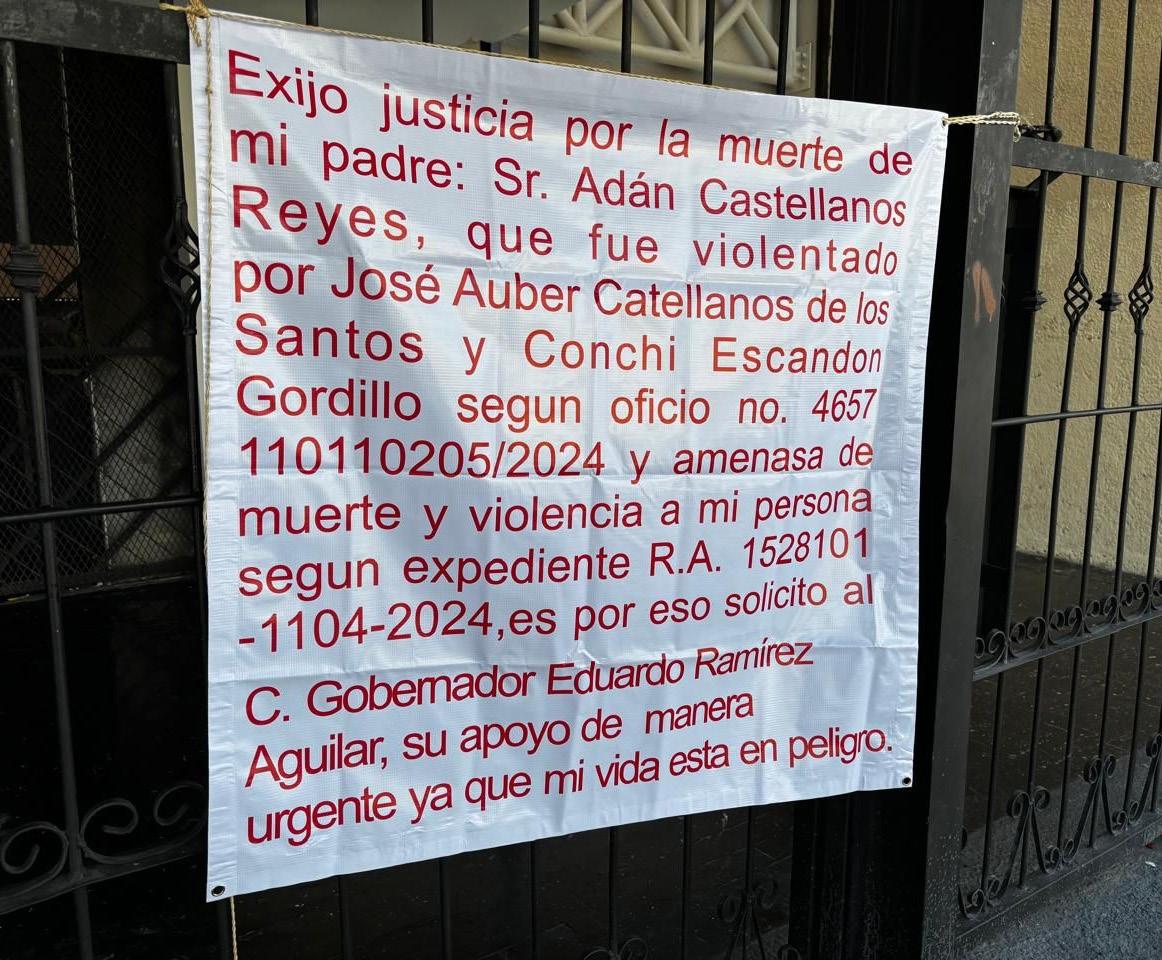 Exijo justicia por la muerte de
mi padre: Sr. Adán Castellanos
Reyes, que fue violentado
por José Auber Catellanos de los
Santos y Conchi Escandon
Gordillo segun oficio no. 4657
110110205/2024 y amenasa de
muerte y violencia a mi persona
segun expediente R.A. 1528101
-1104-2024,es por eso solicito al
C. Gobernador Eduardo Ramírez
Aguilar, su apoyo de manera
urgente ya que mi vida esta en peligro.